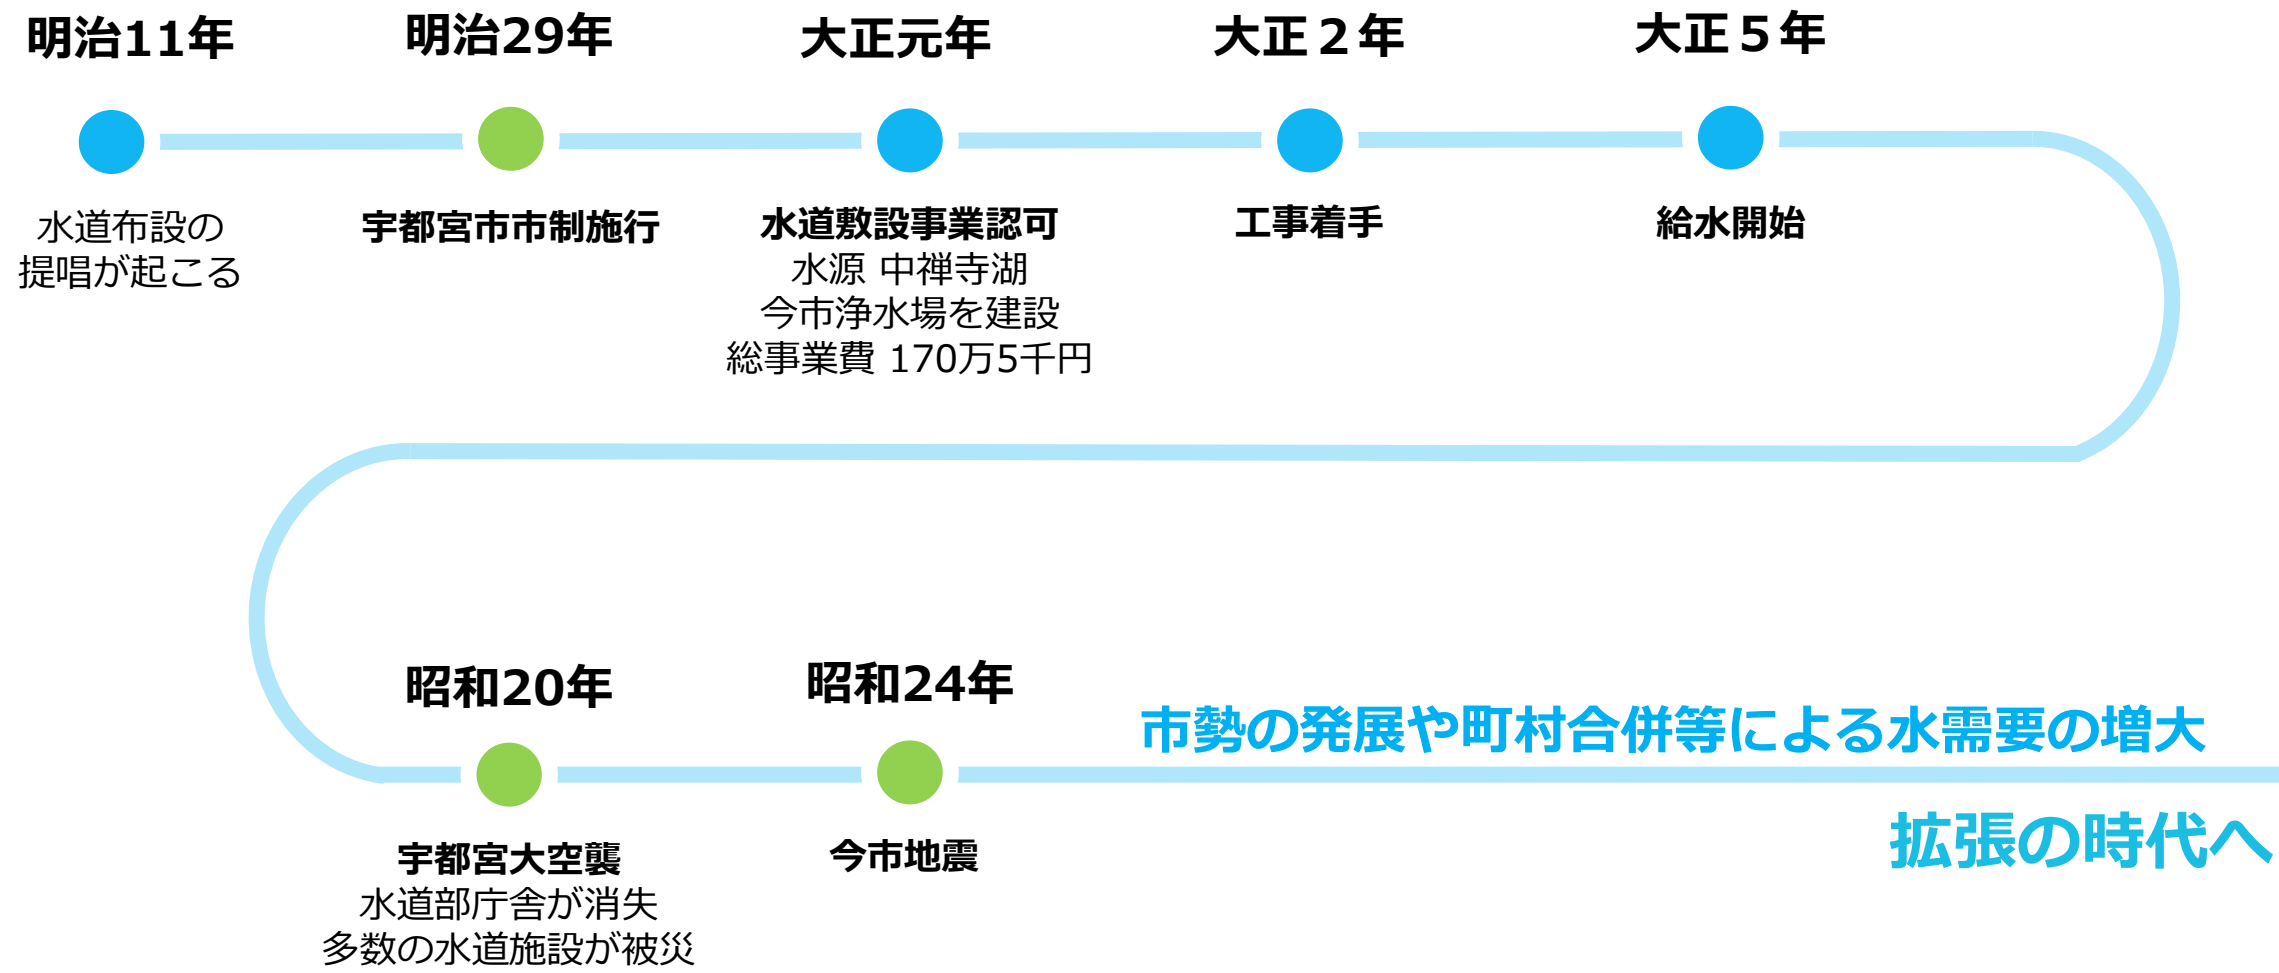 明治11年
水道布設の
提唱が起こる
明治29年
宇都宮市市制施行
大正元年
水道敷設事業認可
水源 中禅寺湖
今市浄水場を建設
総事業費 170万5千円
大正２年
工事着手
大正５年
給水開始
昭和20年
宇都宮大空襲
水道部庁舎が消失
多数の水道施設が被災
昭和24年
今市地震
市勢の発展や町村合併等による水需要の増大
拡張の時代へ